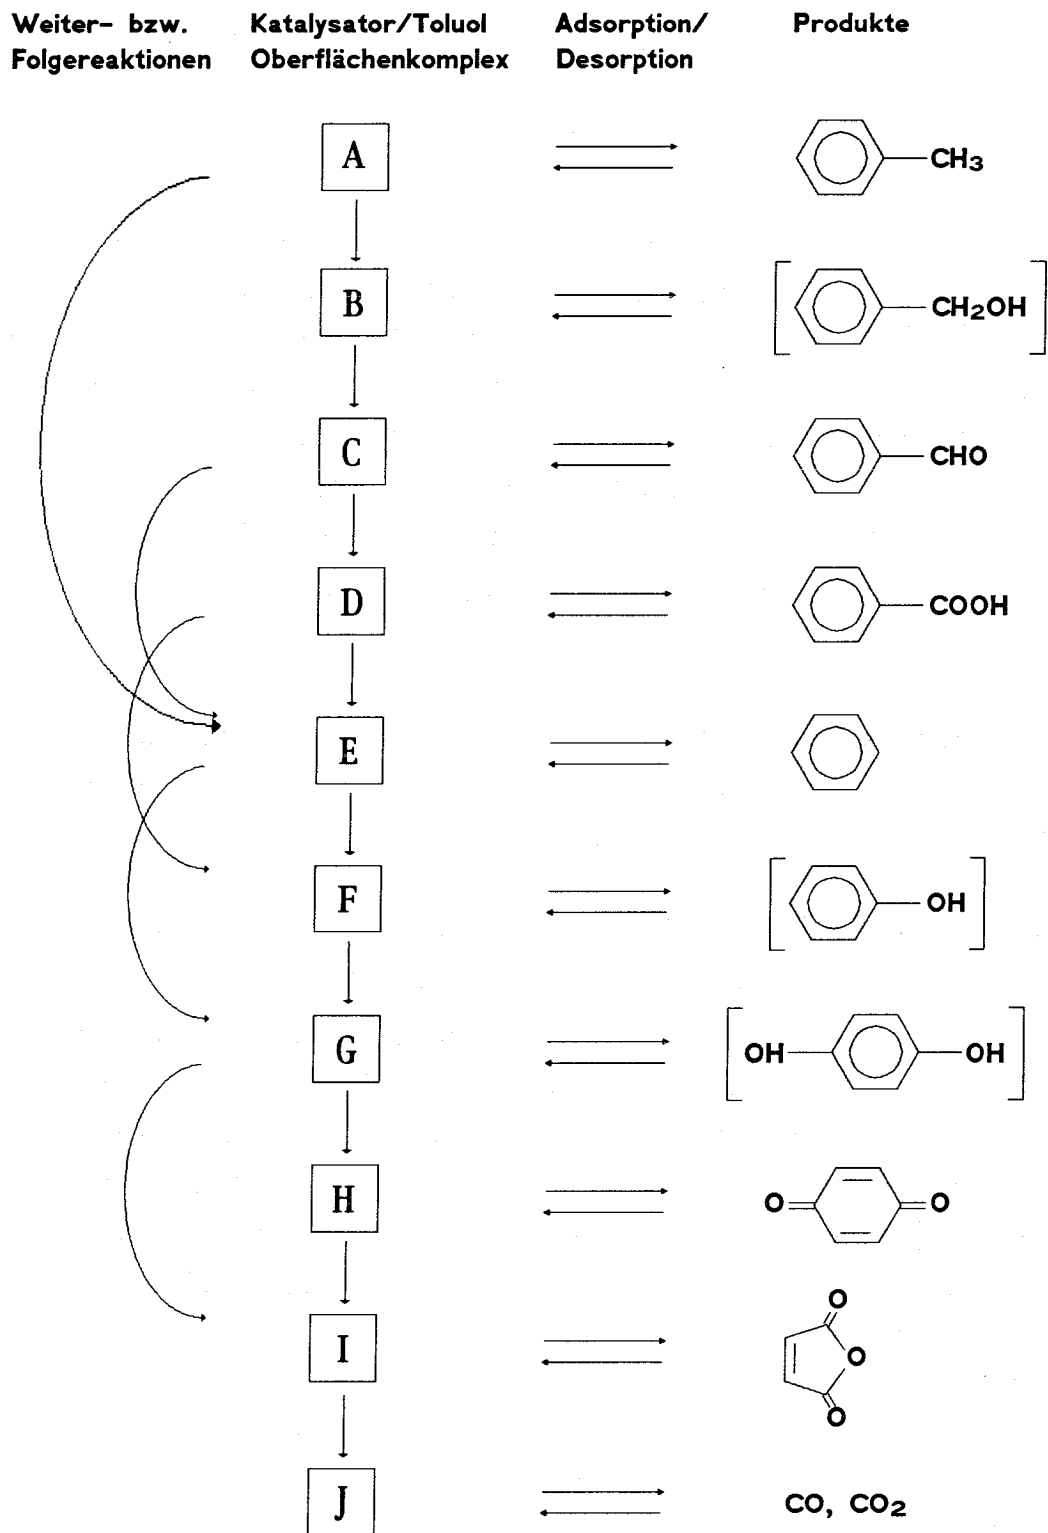 Weiter- bzw. Folgereaktionen
Katalysator/Toluol Oberflächenkomplex
Adsorption/ Desorption
Produkte
A
CH3
B
CH2OH
C
CHO
D
COOH
E
F
OH
G
OH OH
H
O O
I
O
O
O
J
CO, CO2